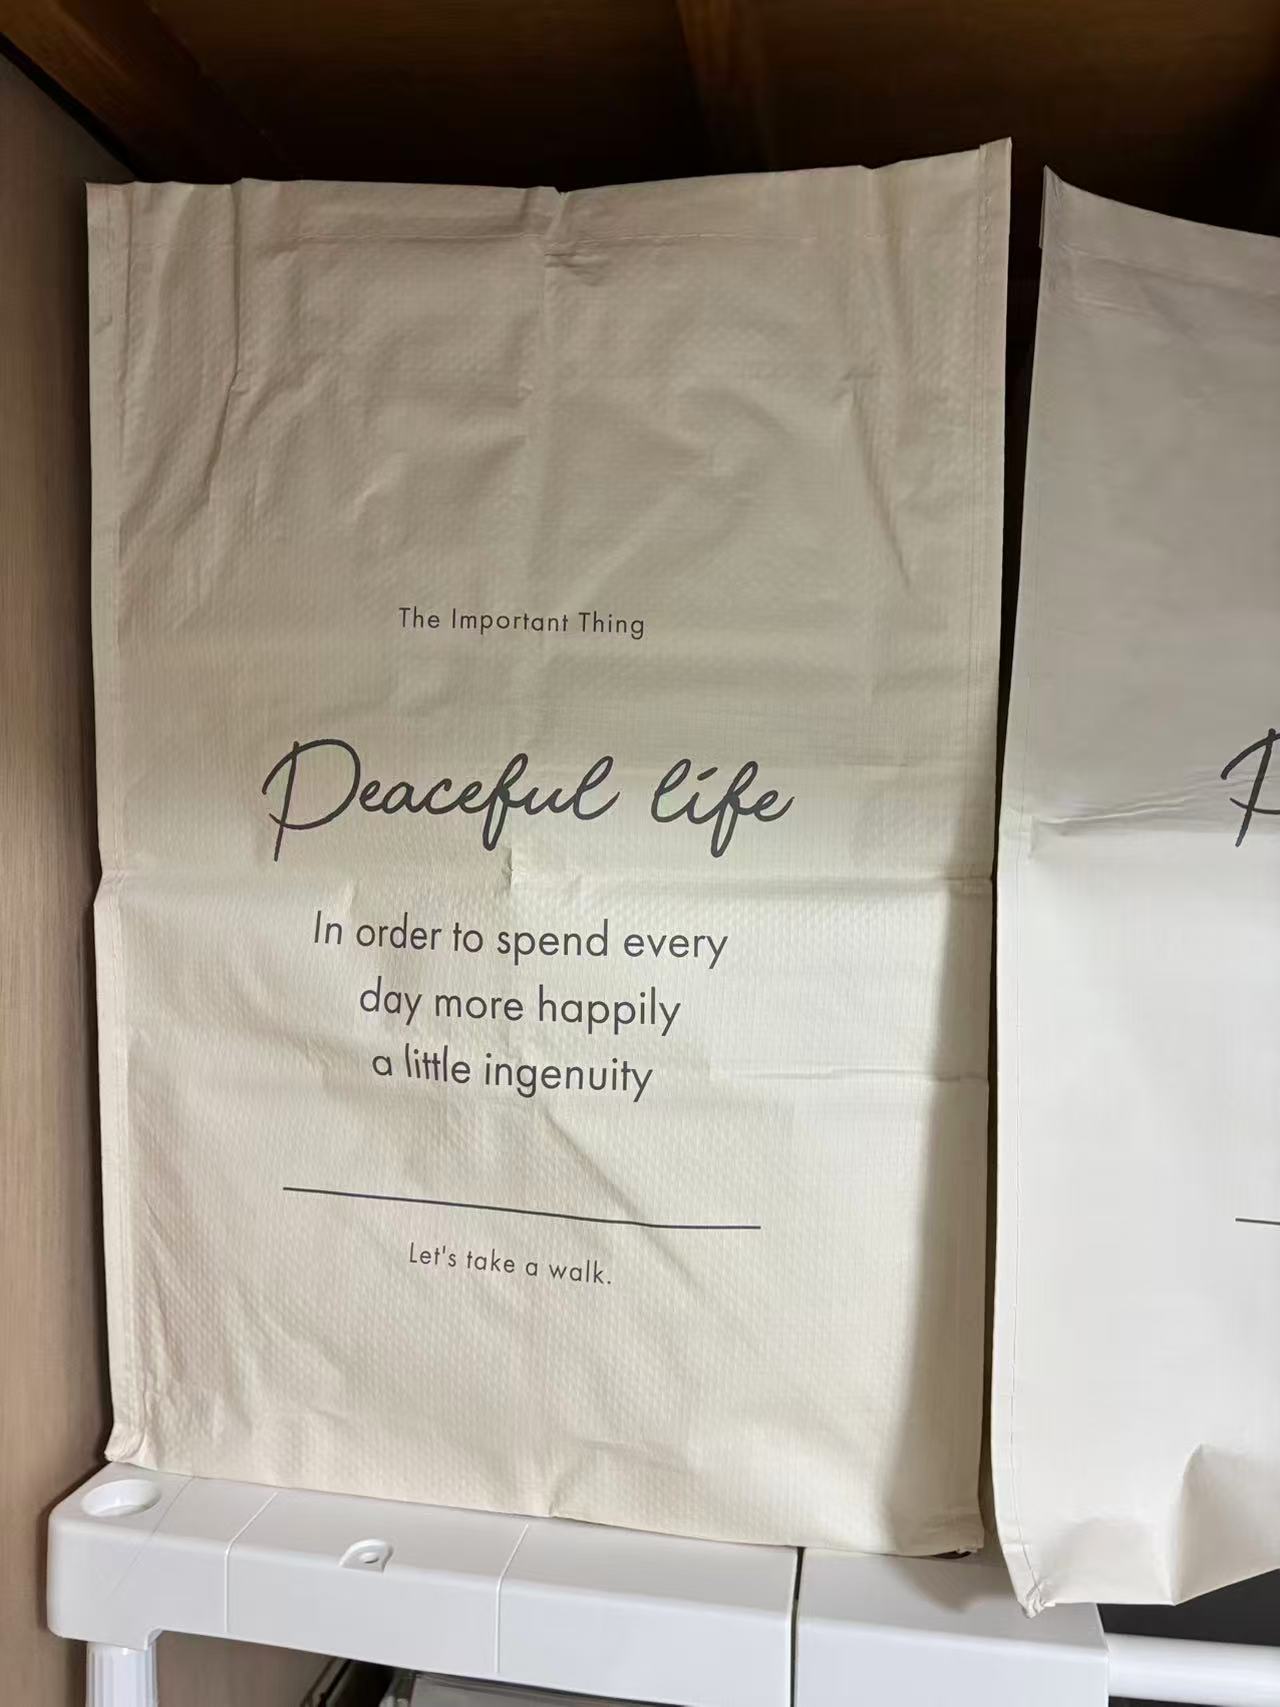 The Important Thing
Peaceful life
In order to spend every
day more happily
a little ingenuity
Let's take a walk.
P